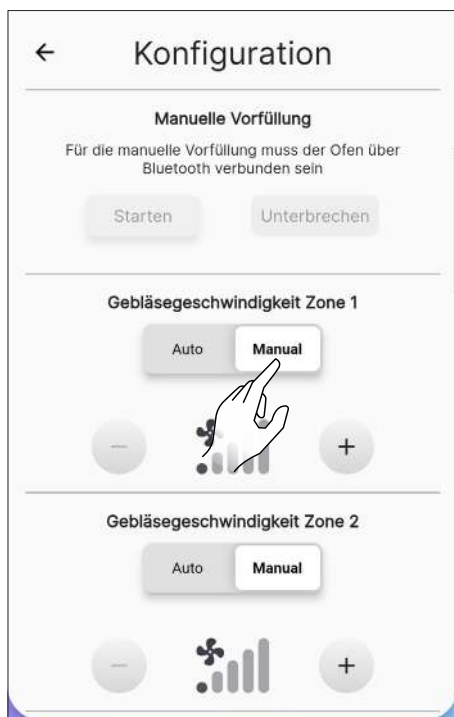 Konfiguration
Manuelle Vorfüllung
Für die manuelle Vorfüllung muss der Ofen über
Bluetooth verbunden sein
Starten Unterbrechen
Gebläsegeschwindigkeit Zone 1
Auto Manual
Gebläsegeschwindigkeit Zone 2
Auto Manual